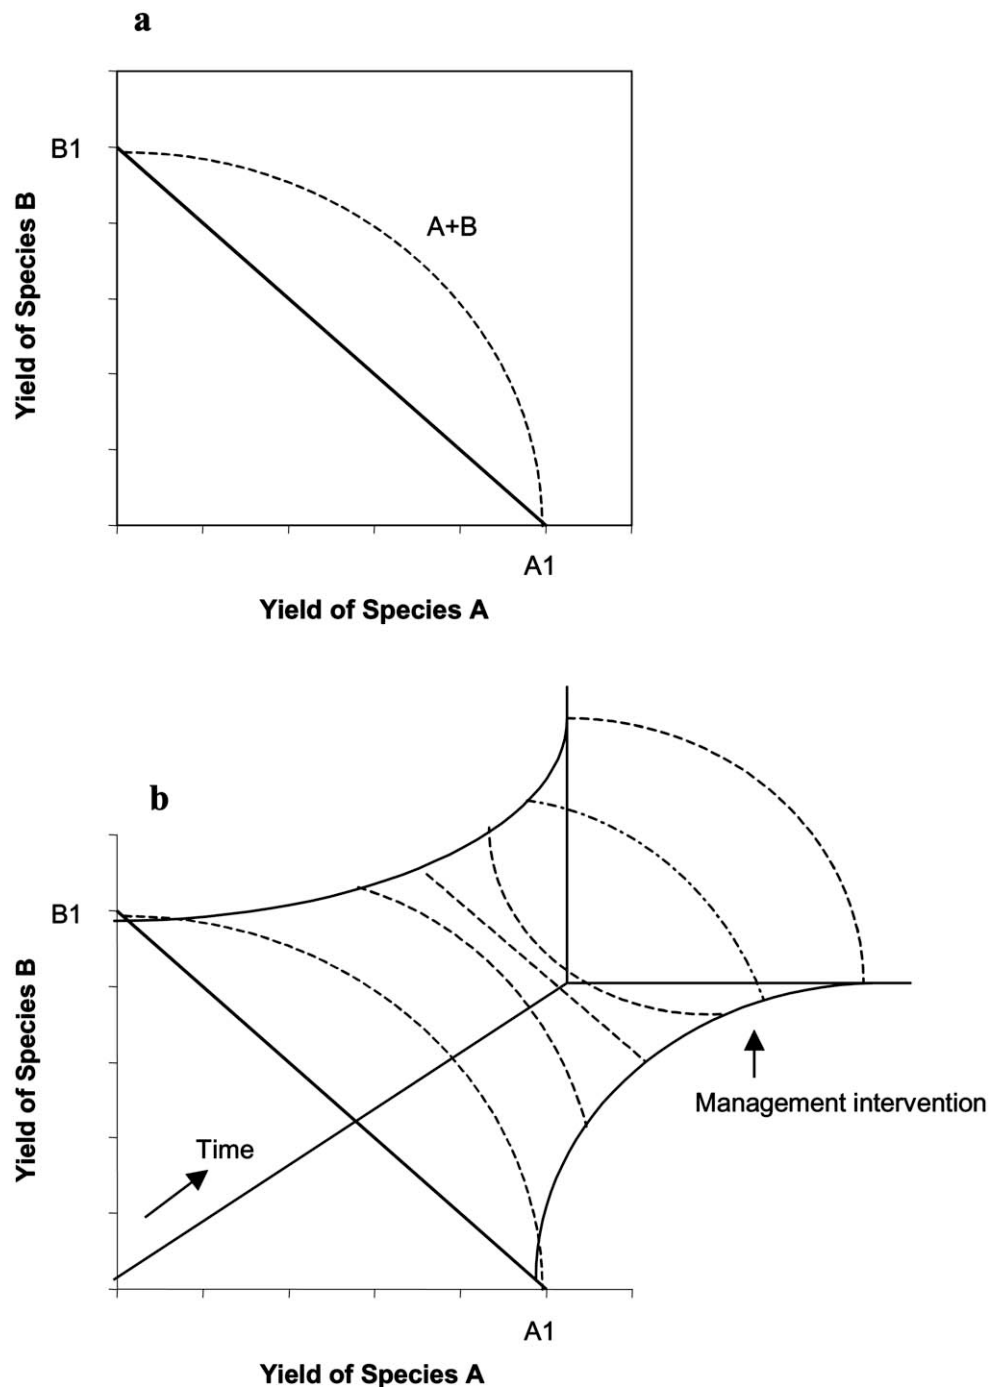 a
B1
A+B
Yield of Species B
A1
Yield of Species A
b
B1
Yield of Species B
Time
Management intervention
A1
Yield of Species A